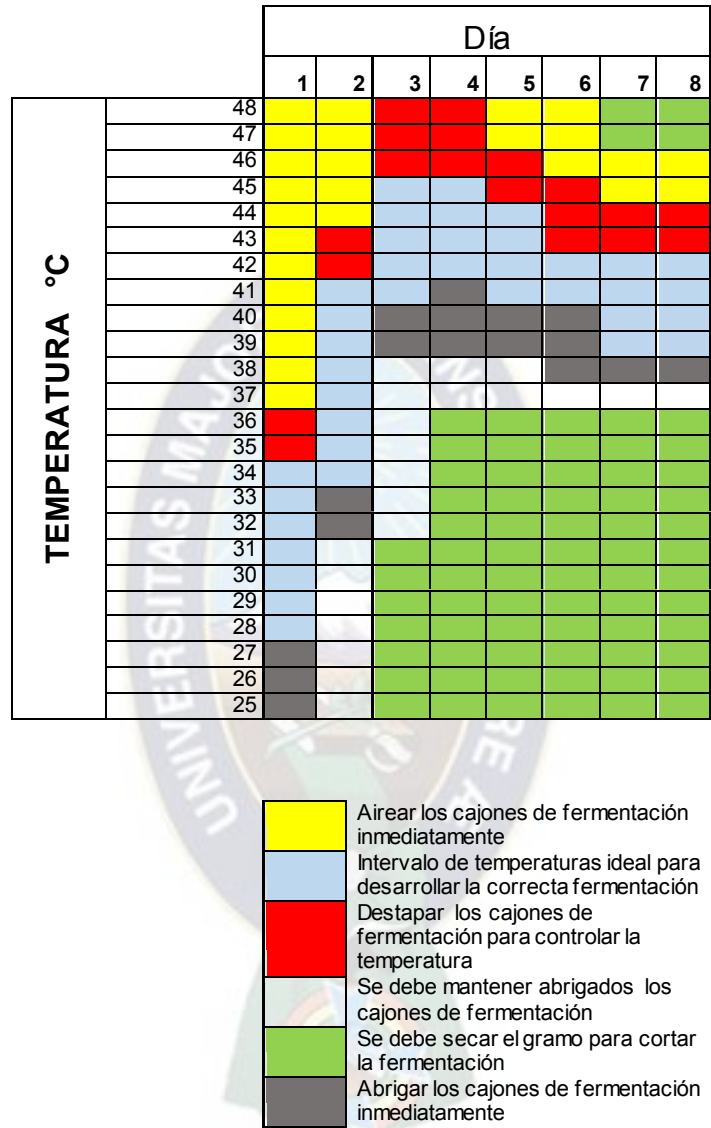 Día
1 2 3 4 5 6 7 8
TEMPERATURA °C
48
47
46
45
44
43
42
41
40
39
38
37
36
35
34
33
32
31
30
29
28
27
26
25
Airear los cajones de fermentación
inmediatamente
Intervalo de temperaturas ideal para
desarrollar la correcta fermentación
Destapar los cajones de
fermentación para controlar la
temperatura
Se debe mantener abrigados los
cajones de fermentación
Se debe secar el gramo para cortar
la fermentación
Abrigar los cajones de fermentación
inmediatamente